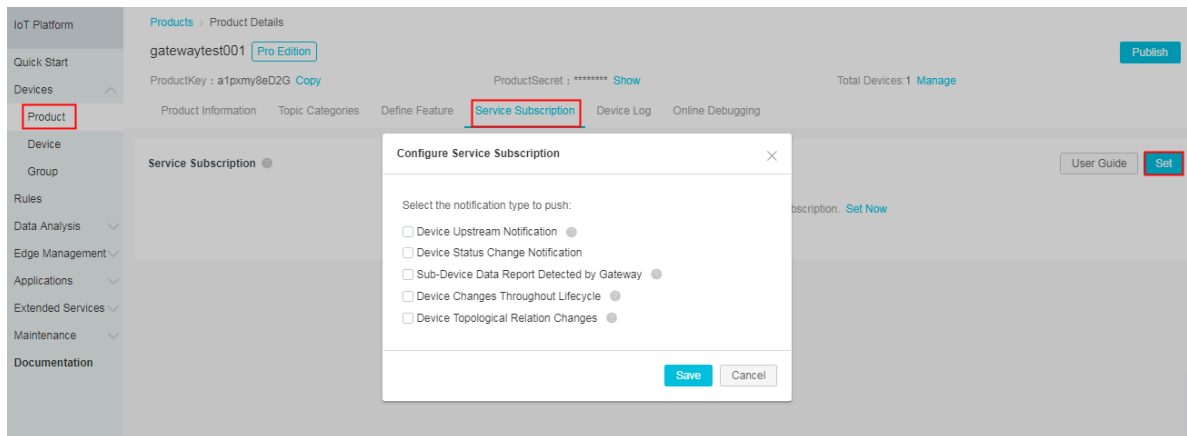 IoT Platform
Products > Product Details
gatewaytest001 Pro Edition
Publish
Quick Start
ProductKey : a1pxmy8eD2G Copy
ProductSecret : ******** Show
Total Devices:1 Manage
Devices
Product Information Topic Categories Define Feature Service Subscription Device Log Online Debugging
Product
Device
Group
Rules
Data Analysis
Edge Management
Applications
Extended Services
Maintenance
Documentation
Service Subscription
User Guide Set
bscription. Set Now
Configure Service Subscription
Select the notification type to push:
Device Upstream Notification
Device Status Change Notification
Sub-Device Data Report Detected by Gateway
Device Changes Throughout Lifecycle
Device Topological Relation Changes
Save Cancel